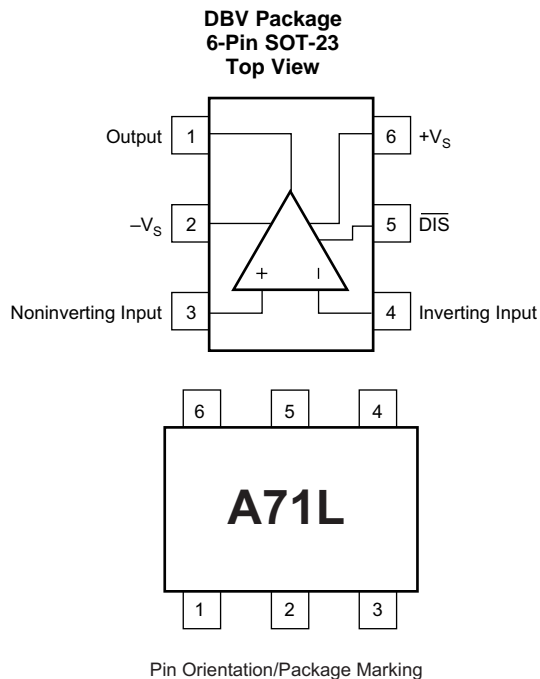 DBV Package
6-Pin SOT-23
Top View
Output 1 6 +VS
–VS 2 5 D̅I̅S̅
+ –
Noninverting Input 3 4 Inverting Input
6 5 4
A71L
1 2 3
Pin Orientation/Package Marking